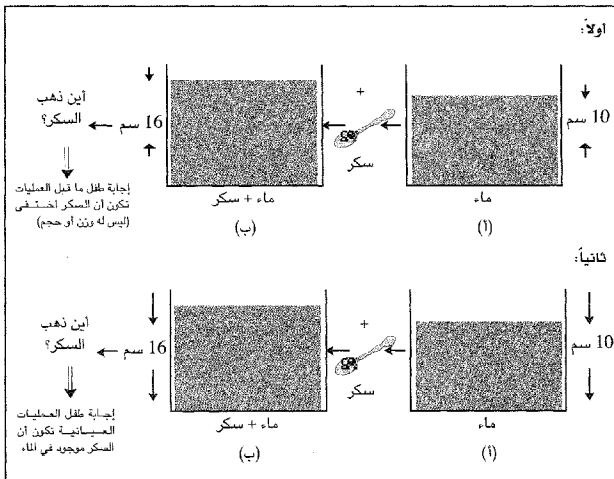 أولاً:
10 سم
ماء
(أ)
+
سكر
16 سم
ماء + سكر
(ب)
أين ذهب
السكر؟
إجابة طفل ما قبل العمليات
تكون أن السكر اختفى
(ليس له وزن أو حجم)
ثانياً:
10 سم
ماء
(أ)
+
سكر
16 سم
ماء + سكر
(ب)
أين ذهب
السكر؟
إجابة طفل العمليات
العيانية تكون أن
السكر موجود في الماء